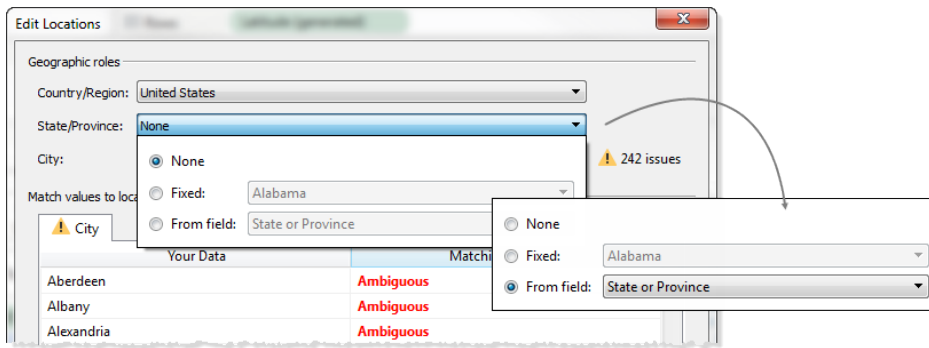 Edit Locations
Geographic roles
Country/Region: United States
State/Province: None
City:
None
242 issues
Fixed: Alabama
Match values to loca
From field: State or Province
City
Your Data
Matchi
Aberdeen Ambiguous
Albany Ambiguous
Alexandria Ambiguous
None
Fixed: Alabama
From field: State or Province